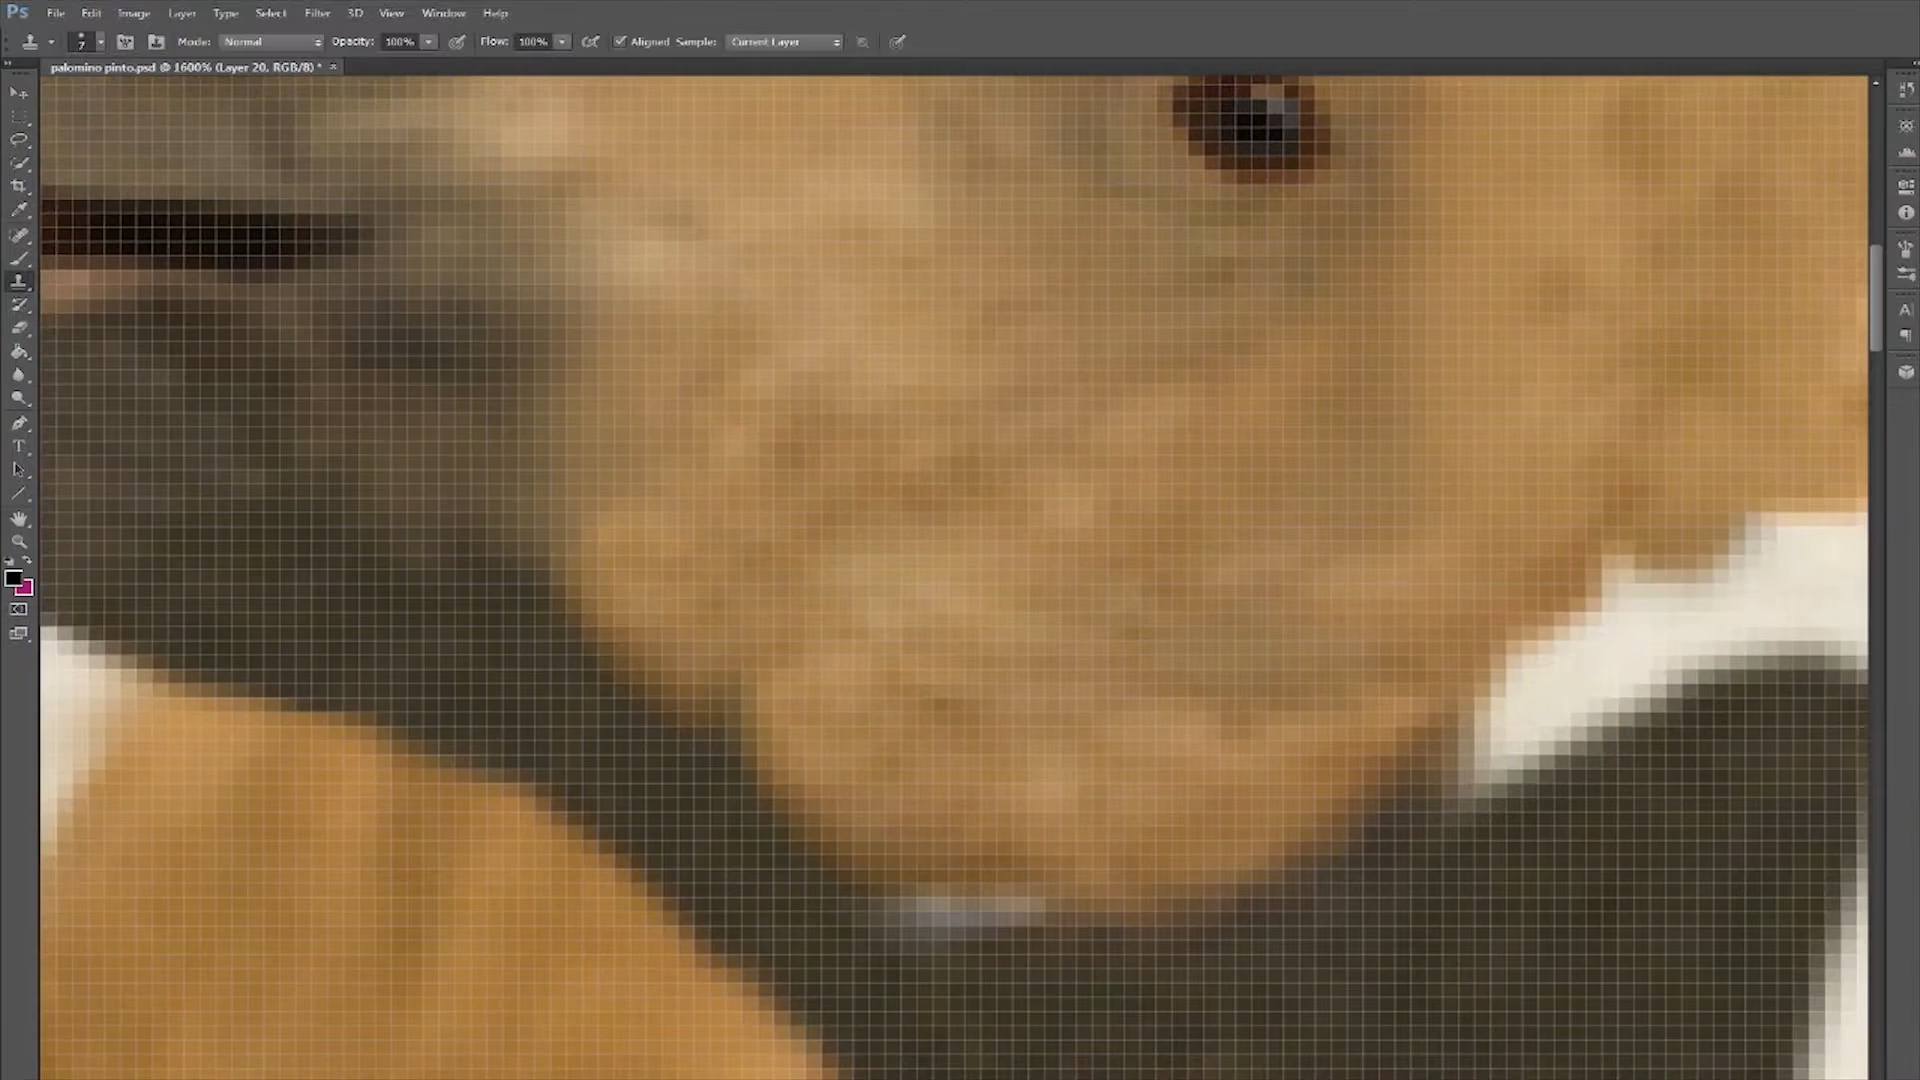 Ps File Edit Image Layer Type Select Filter 3D View Window Help
7 Mode: Normal Opacity: 100% Flow: 100% Aligned Sample: Current Layer
palomino pinto.psd @ 1600% (Layer 20, RGB/8) *